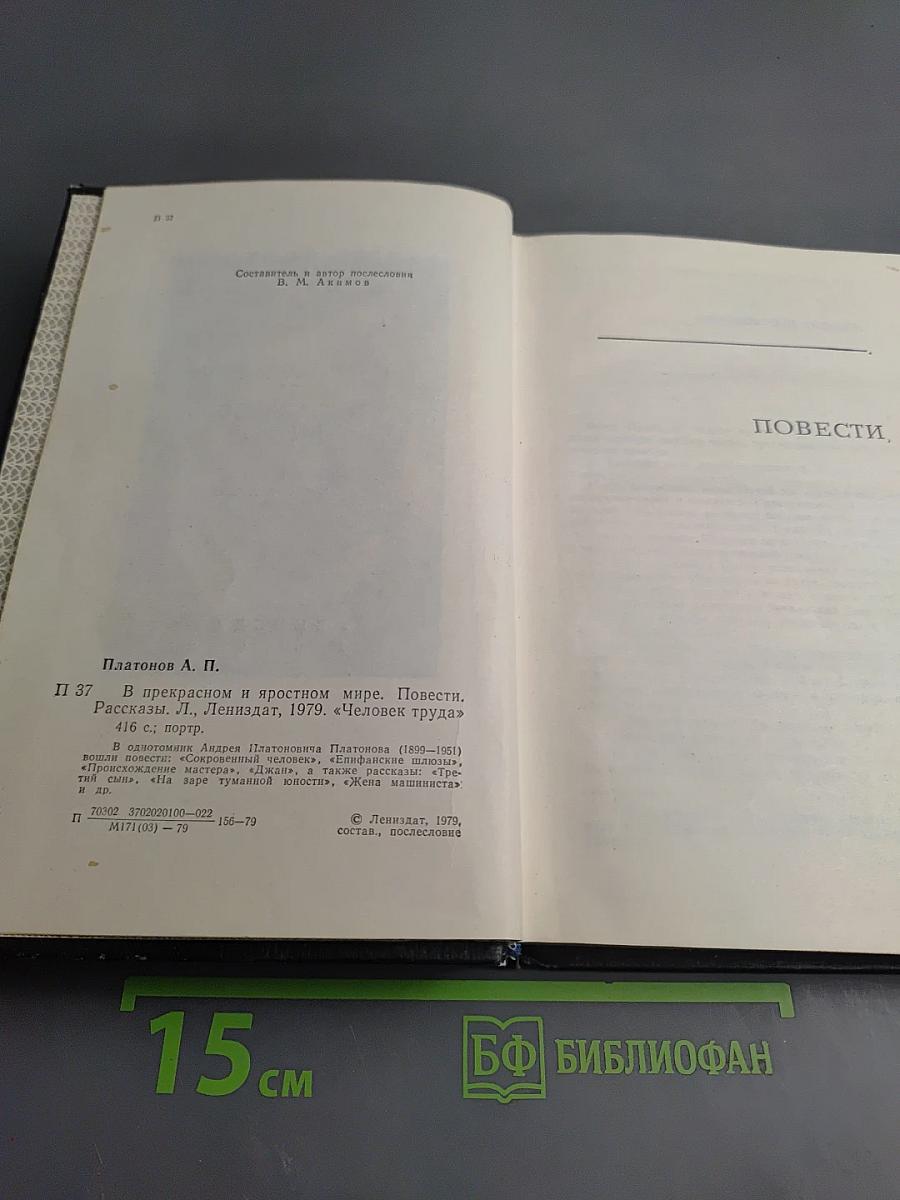 П 37
Составитель и автор послесловия
В. М. Акимов
Платонов А. П.
П 37 В прекрасном и яростном мире. Повести.
Рассказы. Л., Лениздат, 1979. «Человек труда»
416 с.; портр.
В однотомник Андрея Платоновича Платонова (1899—1951)
вошли повести: «Сокровенный человек», «Епифанские шлюзы»,
«Происхождение мастера», «Джан», а также рассказы: «Тре-
тий сын», «На заре туманной юности», «Жена машиниста»
и др.
П 70302 3702020100—022
М171(03) — 79 156—79
© Лениздат, 1979,
состав., послесловие
ПОВЕСТИ
15 см
БФ БИБЛИОФАН